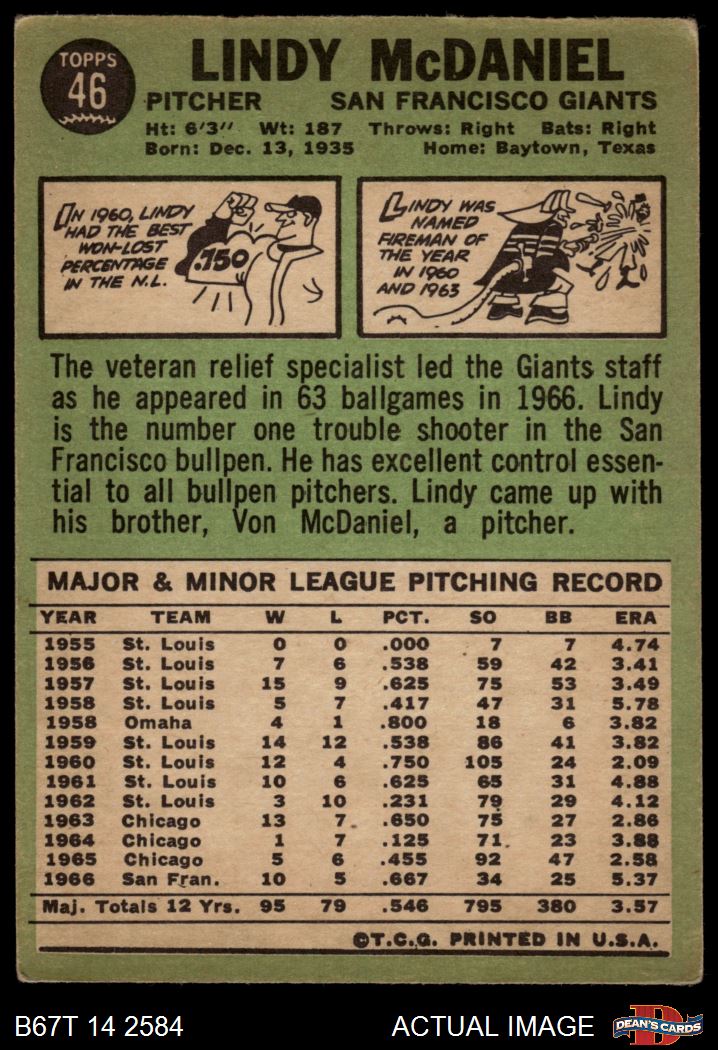 TOPPS
46
LINDY McDANIEL
PITCHER SAN FRANCISCO GIANTS
Ht: 6'3" Wt: 187 Throws: Right Bats: Right
Born: Dec. 13, 1935 Home: Baytown, Texas
IN 1960, LINDY
HAD THE BEST
WON-LOST
PERCENTAGE
IN THE N.L.
.750
LINDY WAS
NAMED
FIREMAN OF
THE YEAR
IN 1960
AND 1963
The veteran relief specialist led the Giants staff
as he appeared in 63 ballgames in 1966. Lindy
is the number one trouble shooter in the San
Francisco bullpen. He has excellent control essen-
tial to all bullpen pitchers. Lindy came up with
his brother, Von McDaniel, a pitcher.
MAJOR & MINOR LEAGUE PITCHING RECORD
YEAR TEAM W L PCT. SO BB ERA
1955 St. Louis 0 0 .000 7 7 4.74
1956 St. Louis 7 6 .538 59 42 3.41
1957 St. Louis 15 9 .625 75 53 3.49
1958 St. Louis 5 7 .417 47 31 5.78
1958 Omaha 4 1 .800 18 6 3.82
1959 St. Louis 14 12 .538 86 41 3.82
1960 St. Louis 12 4 .750 105 24 2.09
1961 St. Louis 10 6 .625 65 31 4.88
1962 St. Louis 3 10 .231 79 29 4.12
1963 Chicago 13 7 .650 75 27 2.86
1964 Chicago 1 7 .125 71 23 3.88
1965 Chicago 5 6 .455 92 47 2.58
1966 San Fran. 10 5 .667 34 25 5.37
Maj. Totals 12 Yrs. 95 79 .546 795 380 3.57
©T.C.G. PRINTED IN U.S.A.
B67T 14 2584 ACTUAL IMAGE DEAN'S CARDS